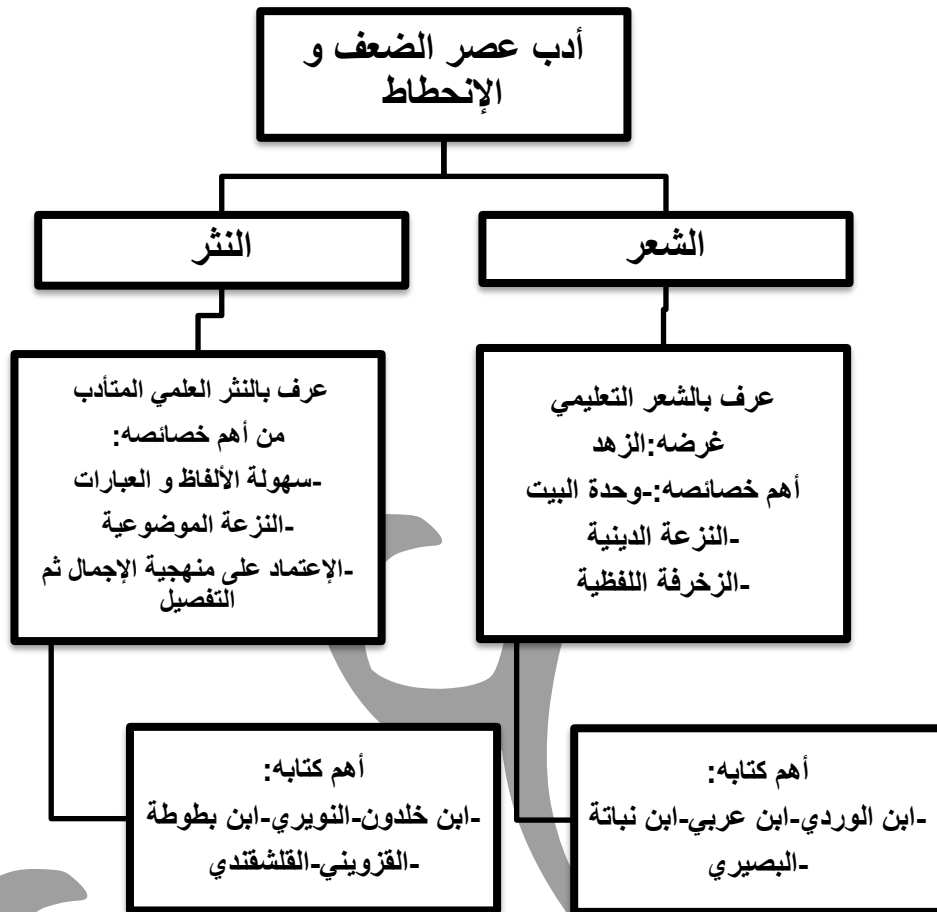 أدب عصر الضعف و
الإنحطاط
الشعر
النثر
عرف بالشعر التعليمي
غرضه:الزهد
أهم خصائصه:-وحدة البيت
-النزعة الدينية
-الزخرفة اللفظية
عرف بالنثر العلمي المتأدب
من أهم خصائصه:
-سهولة الألفاظ و العبارات
-النزعة الموضوعية
-الإعتماد على منهجية الإجمال ثم
التفصيل
أهم كتابه:
-ابن الوردي-ابن عربي-ابن نباتة
-البصيري
أهم كتابه:
-ابن خلدون-النويري-ابن بطوطة
-القزويني-القلشقندي